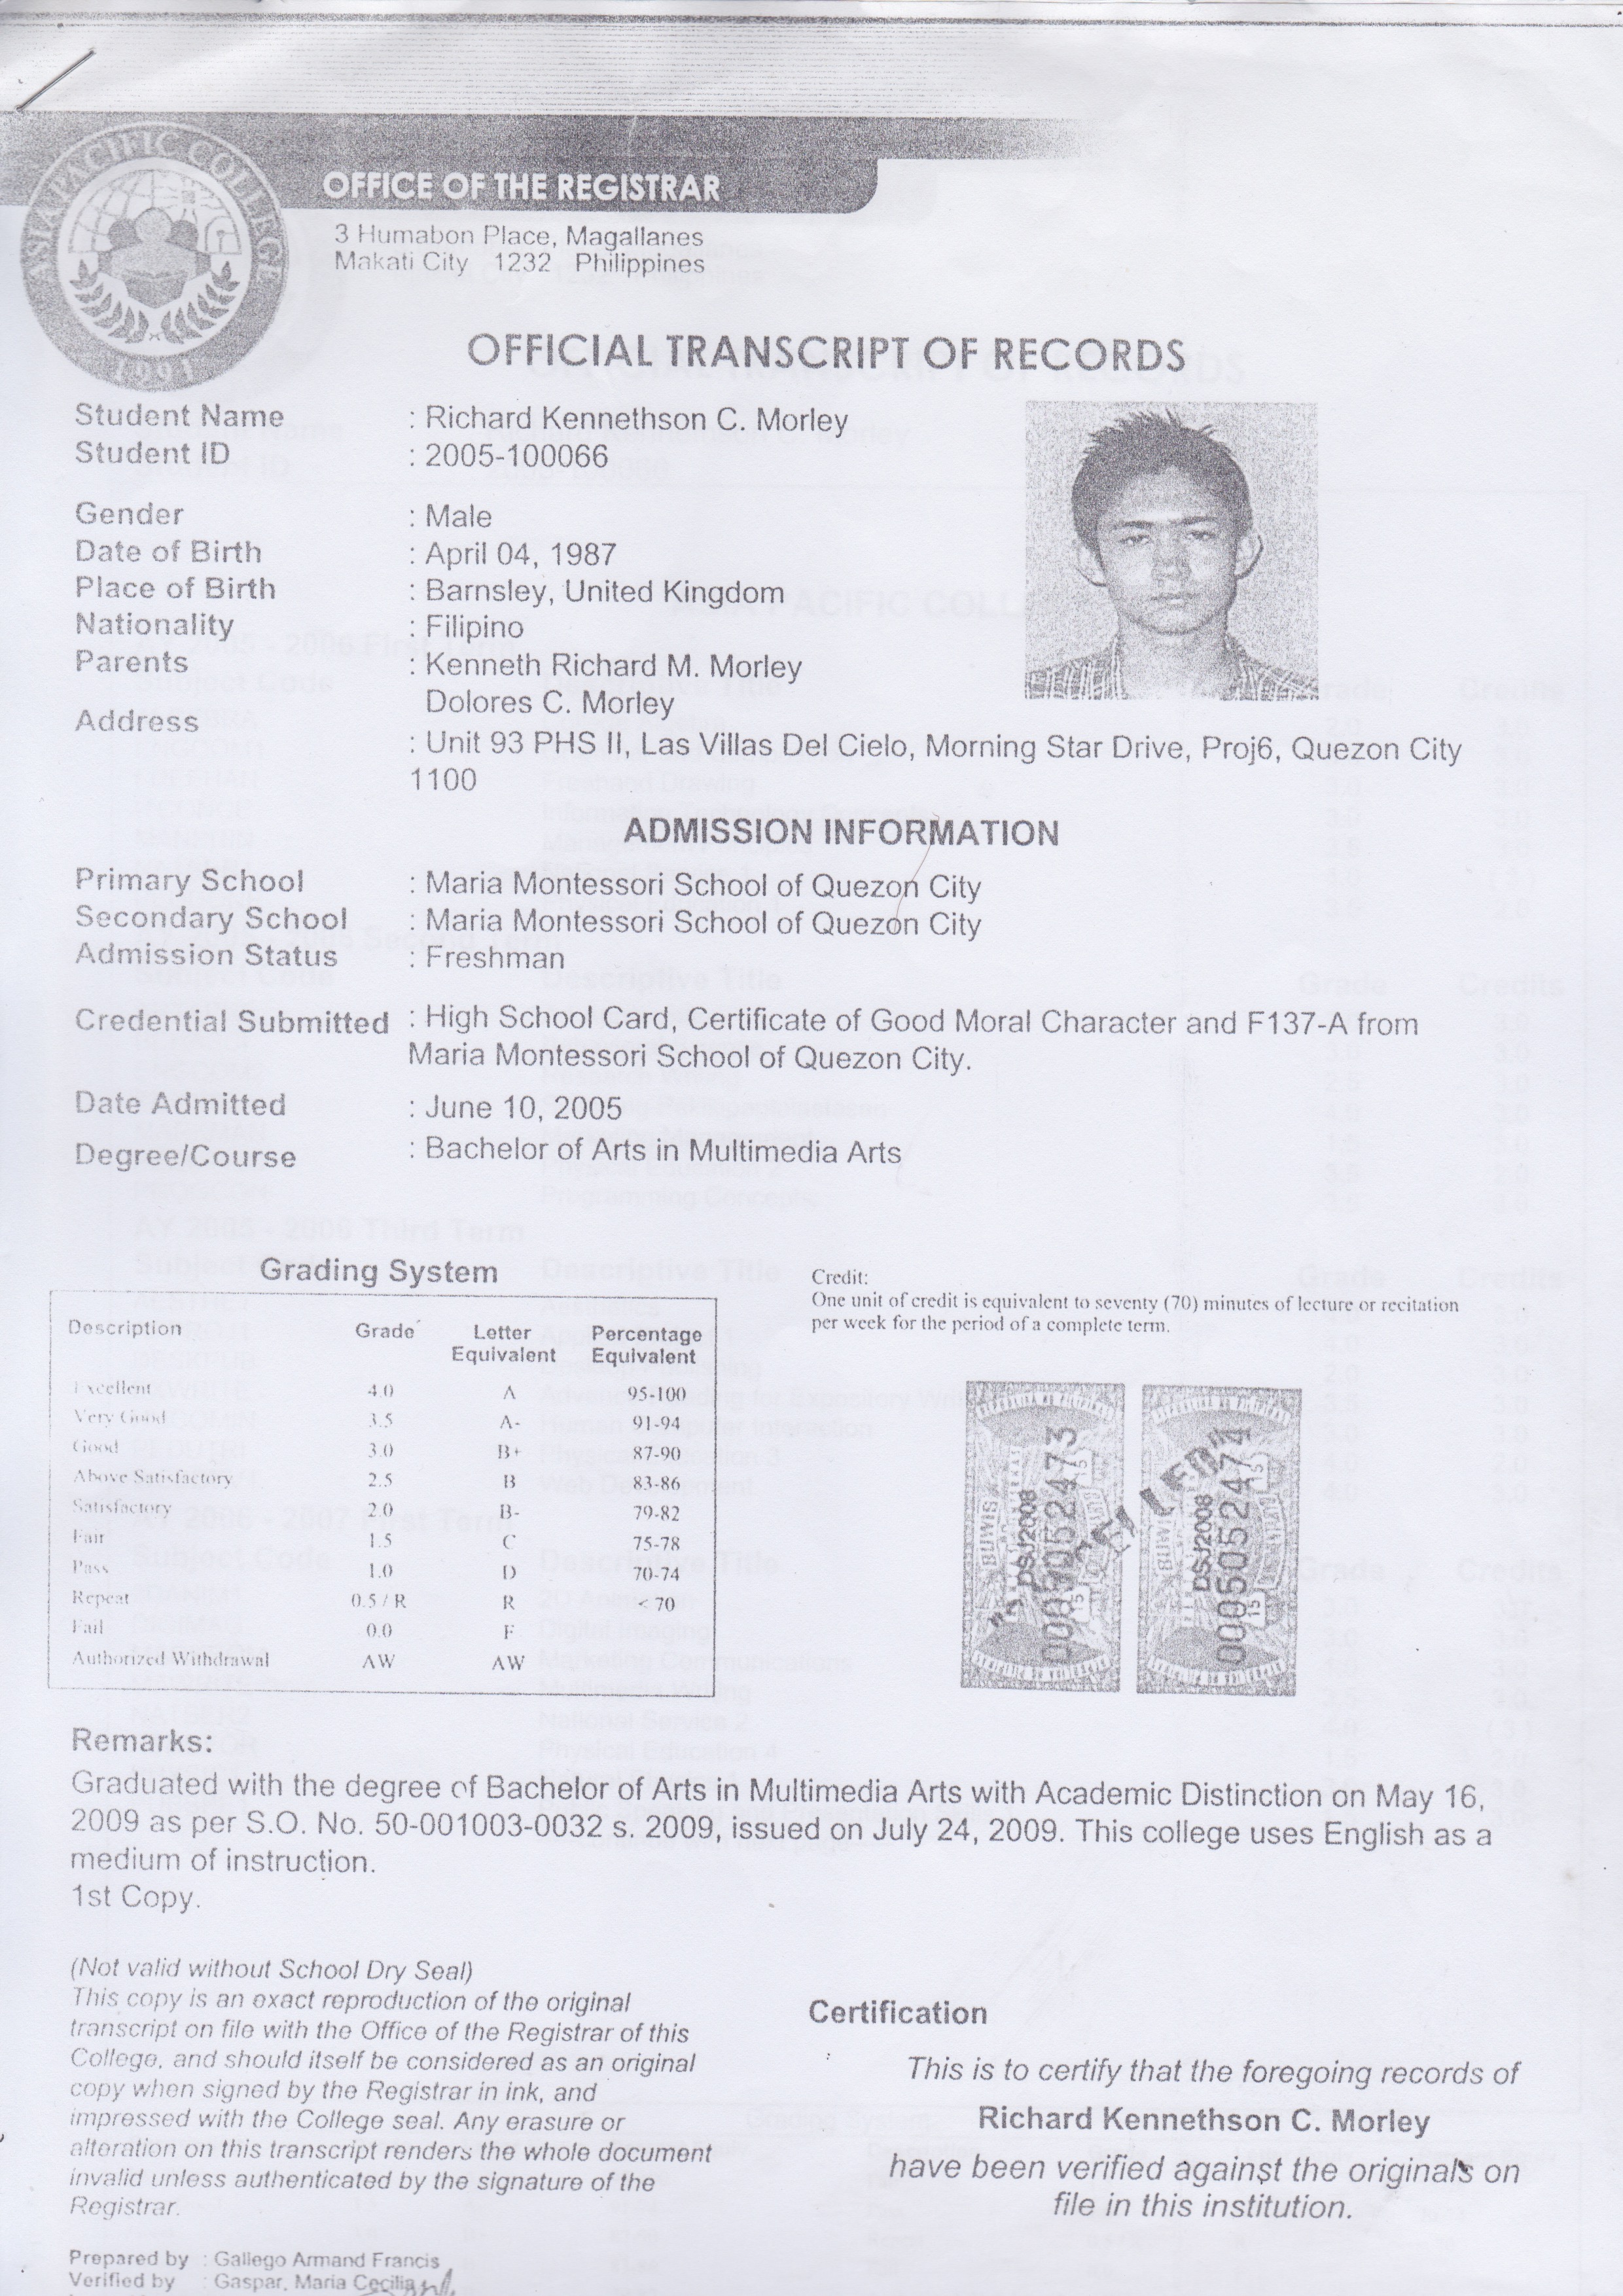 ASIA PACIFIC COLLEGE
1991
OFFICE OF THE REGISTRAR
3 Humabon Place, Magallanes
Makati City 1232 Philippines
OFFICIAL TRANSCRIPT OF RECORDS
Student Name : Richard Kennethson C. Morley
Student ID : 2005-100066
Gender : Male
Date of Birth : April 04, 1987
Place of Birth : Barnsley, United Kingdom
Nationality : Filipino
Parents : Kenneth Richard M. Morley
Dolores C. Morley
Address : Unit 93 PHS II, Las Villas Del Cielo, Morning Star Drive, Proj6, Quezon City
1100
ADMISSION INFORMATION
Primary School : Maria Montessori School of Quezon City
Secondary School : Maria Montessori School of Quezon City
Admission Status : Freshman
Credential Submitted : High School Card, Certificate of Good Moral Character and F137-A from
Maria Montessori School of Quezon City.
Date Admitted : June 10, 2005
Degree/Course : Bachelor of Arts in Multimedia Arts
Grading System
Description Grade Letter Equivalent Percentage Equivalent
Excellent 4.0 A 95-100
Very Good 3.5 A- 91-94
Good 3.0 B+ 87-90
Above Satisfactory 2.5 B 83-86
Satisfactory 2.0 B- 79-82
Fair 1.5 C 75-78
Pass 1.0 D 70-74
Repeat 0.5 / R R < 70
Fail 0.0 F
Authorized Withdrawal AW AW
Credit:
One unit of credit is equivalent to seventy (70) minutes of lecture or recitation
per week for the period of a complete term.
BUWIS
DSJ2008
BUWIS
DSJ2008
Remarks:
Graduated with the degree of Bachelor of Arts in Multimedia Arts with Academic Distinction on May 16,
2009 as per S.O. No. 50-001003-0032 s. 2009, issued on July 24, 2009. This college uses English as a
medium of instruction.
1st Copy.
(Not valid without School Dry Seal)
This copy is an exact reproduction of the original
transcript on file with the Office of the Registrar of this
College, and should itself be considered as an original
copy when signed by the Registrar in ink, and
impressed with the College seal. Any erasure or
alteration on this transcript renders the whole document
invalid unless authenticated by the signature of the
Registrar.
Certification
This is to certify that the foregoing records of
Richard Kennethson C. Morley
have been verified against the originals on
file in this institution.
Prepared by : Gallego Armand Francis
Verified by : Gaspar, Maria Cecilia